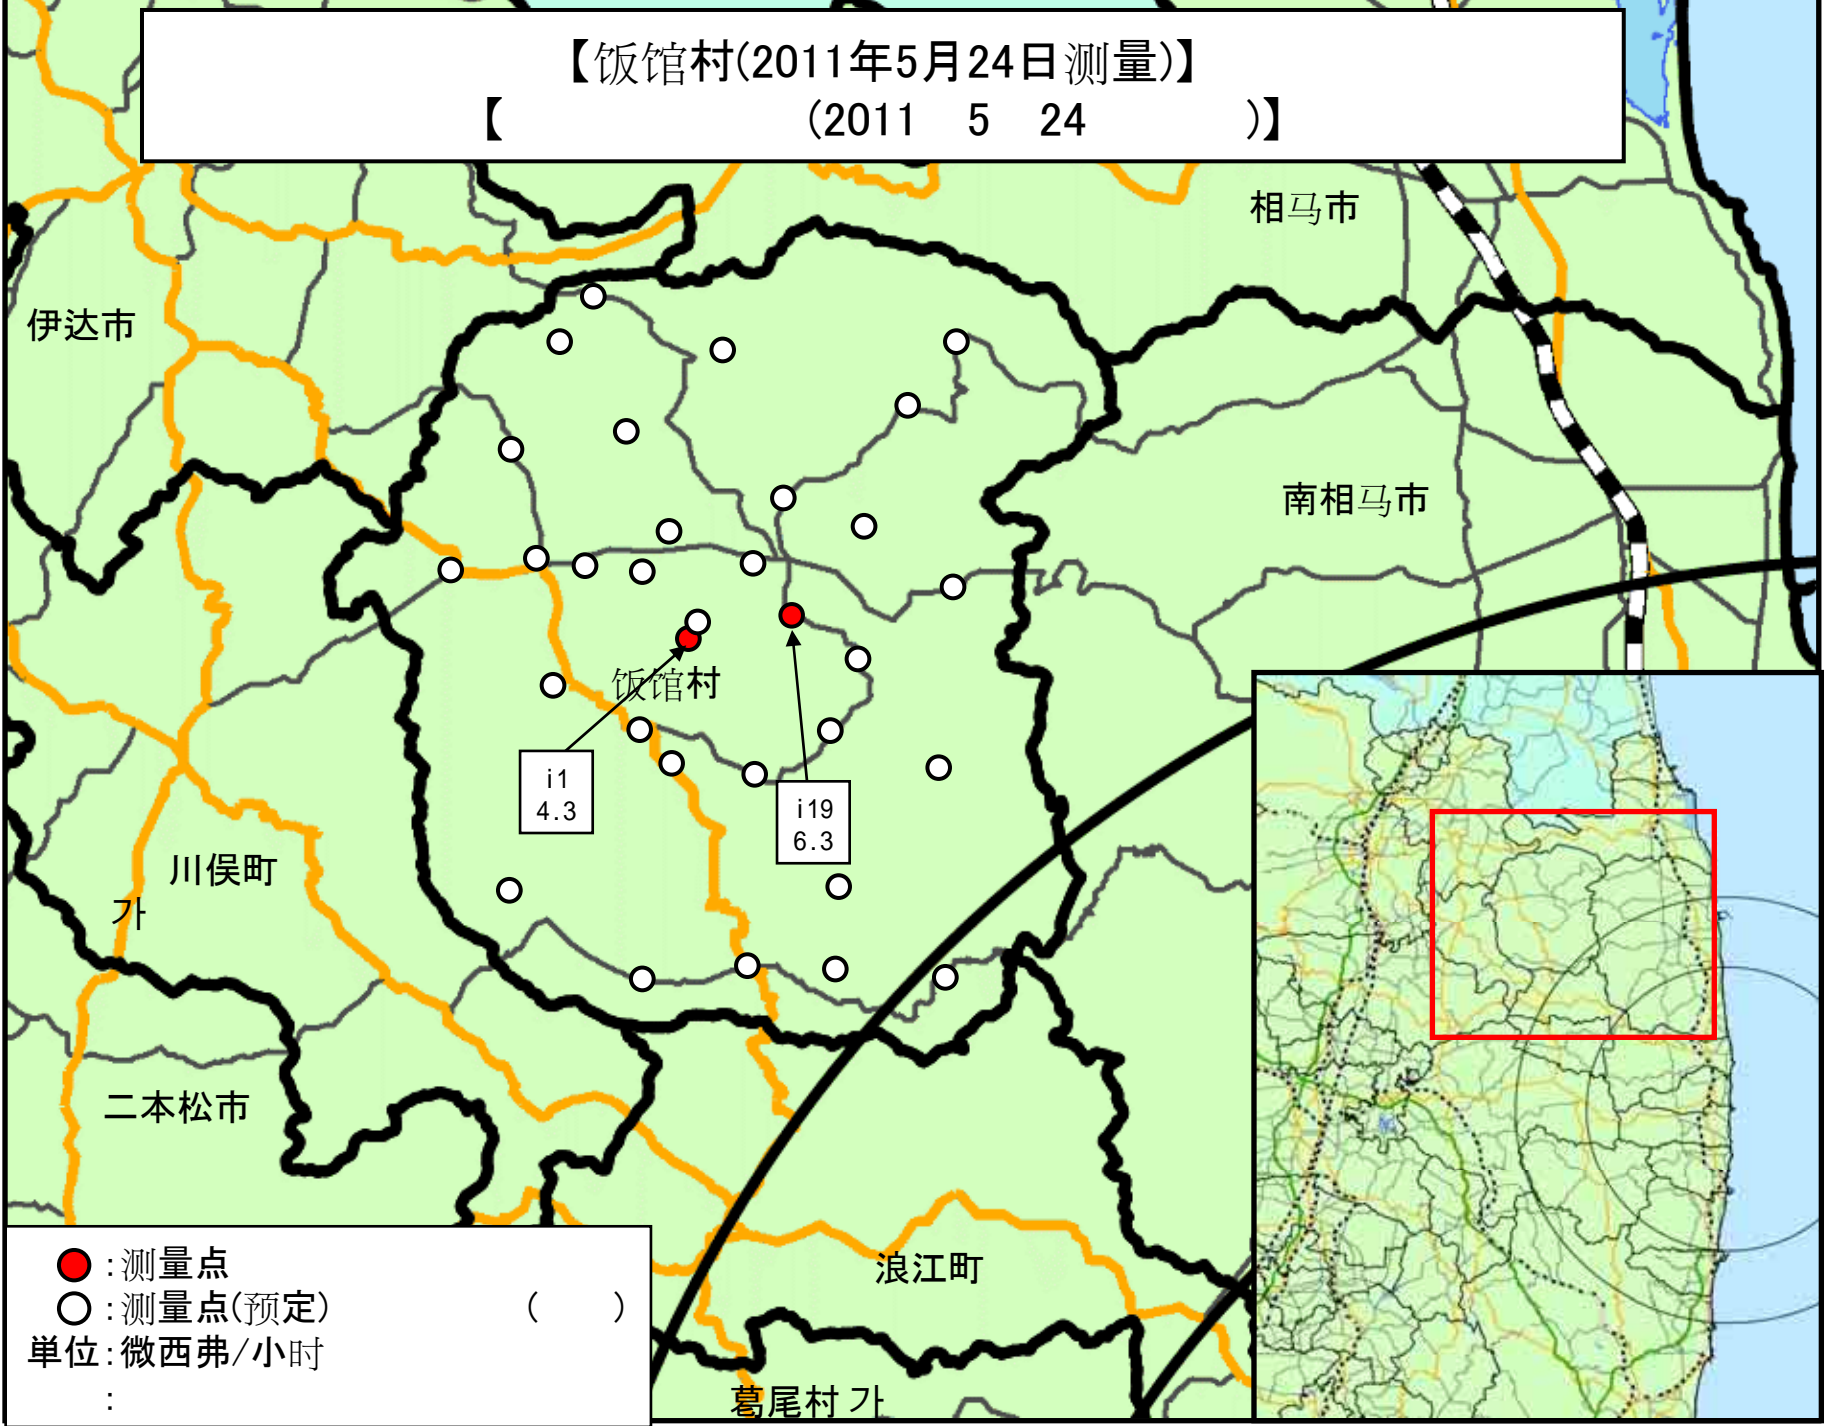 【饭馆村(2011年5月24日测量)】
【 (2011 5 24 )】
相马市
伊达市
南相马市
饭馆村
i1
4.3
i19
6.3
川俣町
가
二本松市
浪江町
葛尾村 가
:测量点
:测量点(预定) ( )
単位:微西弗/小时
: